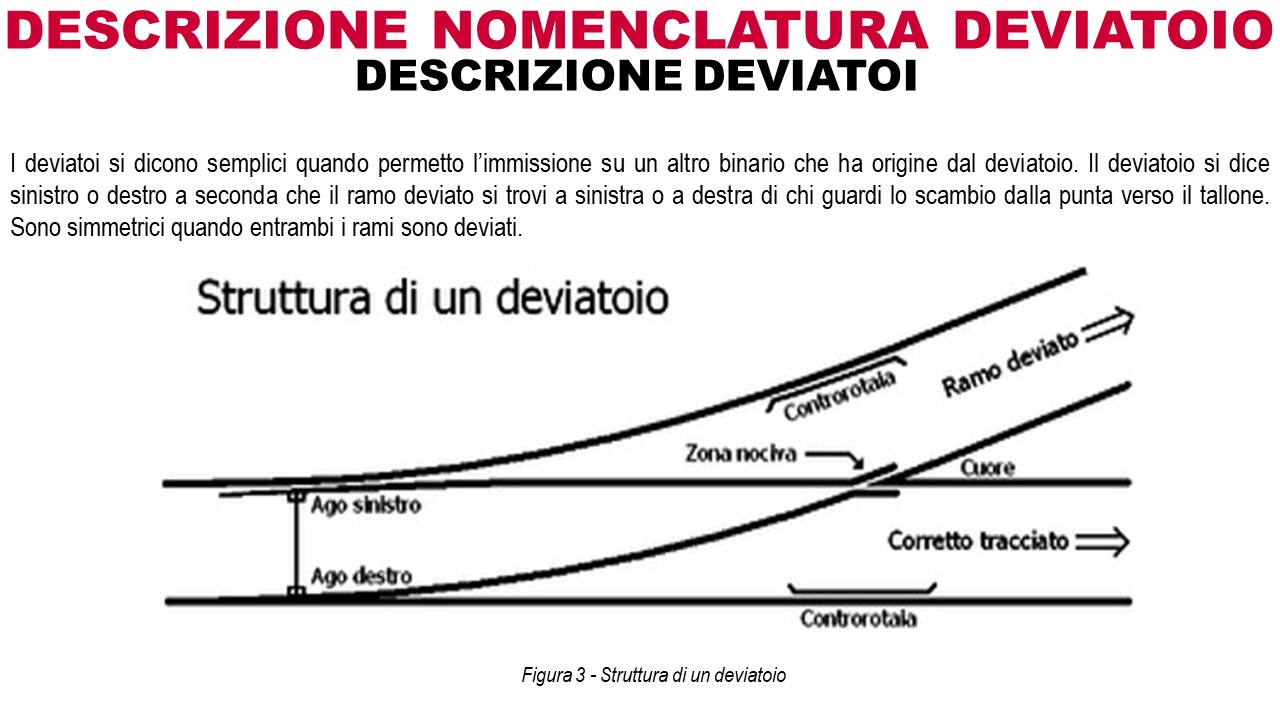 DESCRIZIONE NOMENCLATURA DEVIATOIO
DESCRIZIONE DEVIATOI
I deviatoi si dicono semplici quando permetto l’immissione su un altro binario che ha origine dal deviatoio. Il deviatoio si dice
sinistro o destro a seconda che il ramo deviato si trovi a sinistra o a destra di chi guardi lo scambio dalla punta verso il tallone.
Sono simmetrici quando entrambi i rami sono deviati.
Struttura di un deviatoio
Ramo deviato
Controrotaia
Zona nociva
Cuore
Ago sinistro
Corretto tracciato
Ago destro
Controrotaia
Figura 3 - Struttura di un deviatoio